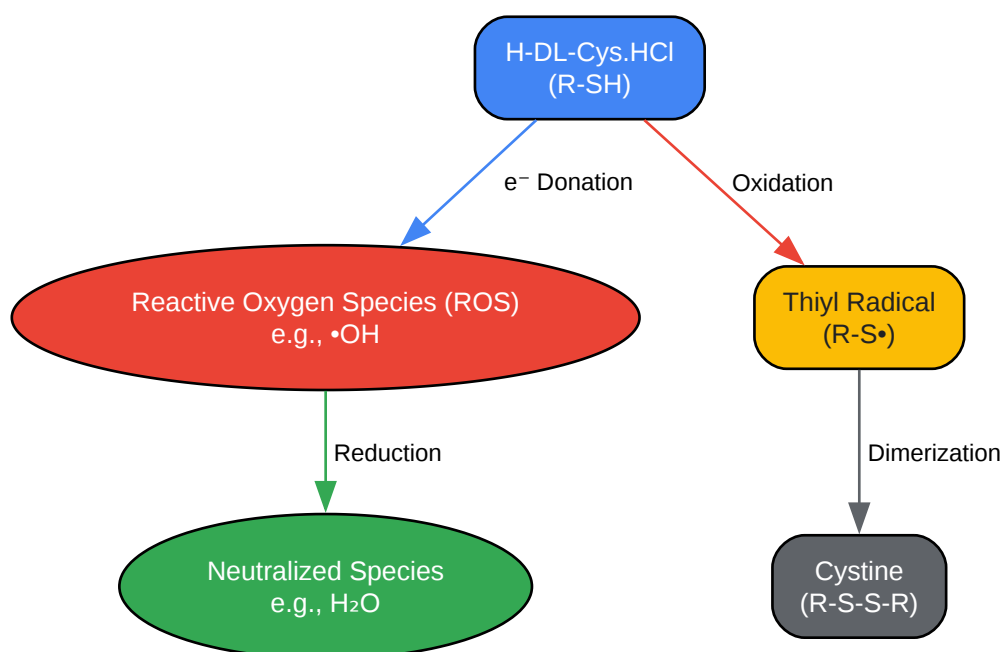 H-DL-Cys.HCl
(R-SH)
e⁻ Donation
Oxidation
Reactive Oxygen Species (ROS)
e.g., •OH
Thiyl Radical
(R-S•)
Reduction
Dimerization
Neutralized Species
e.g., H₂O
Cystine
(R-S-S-R)